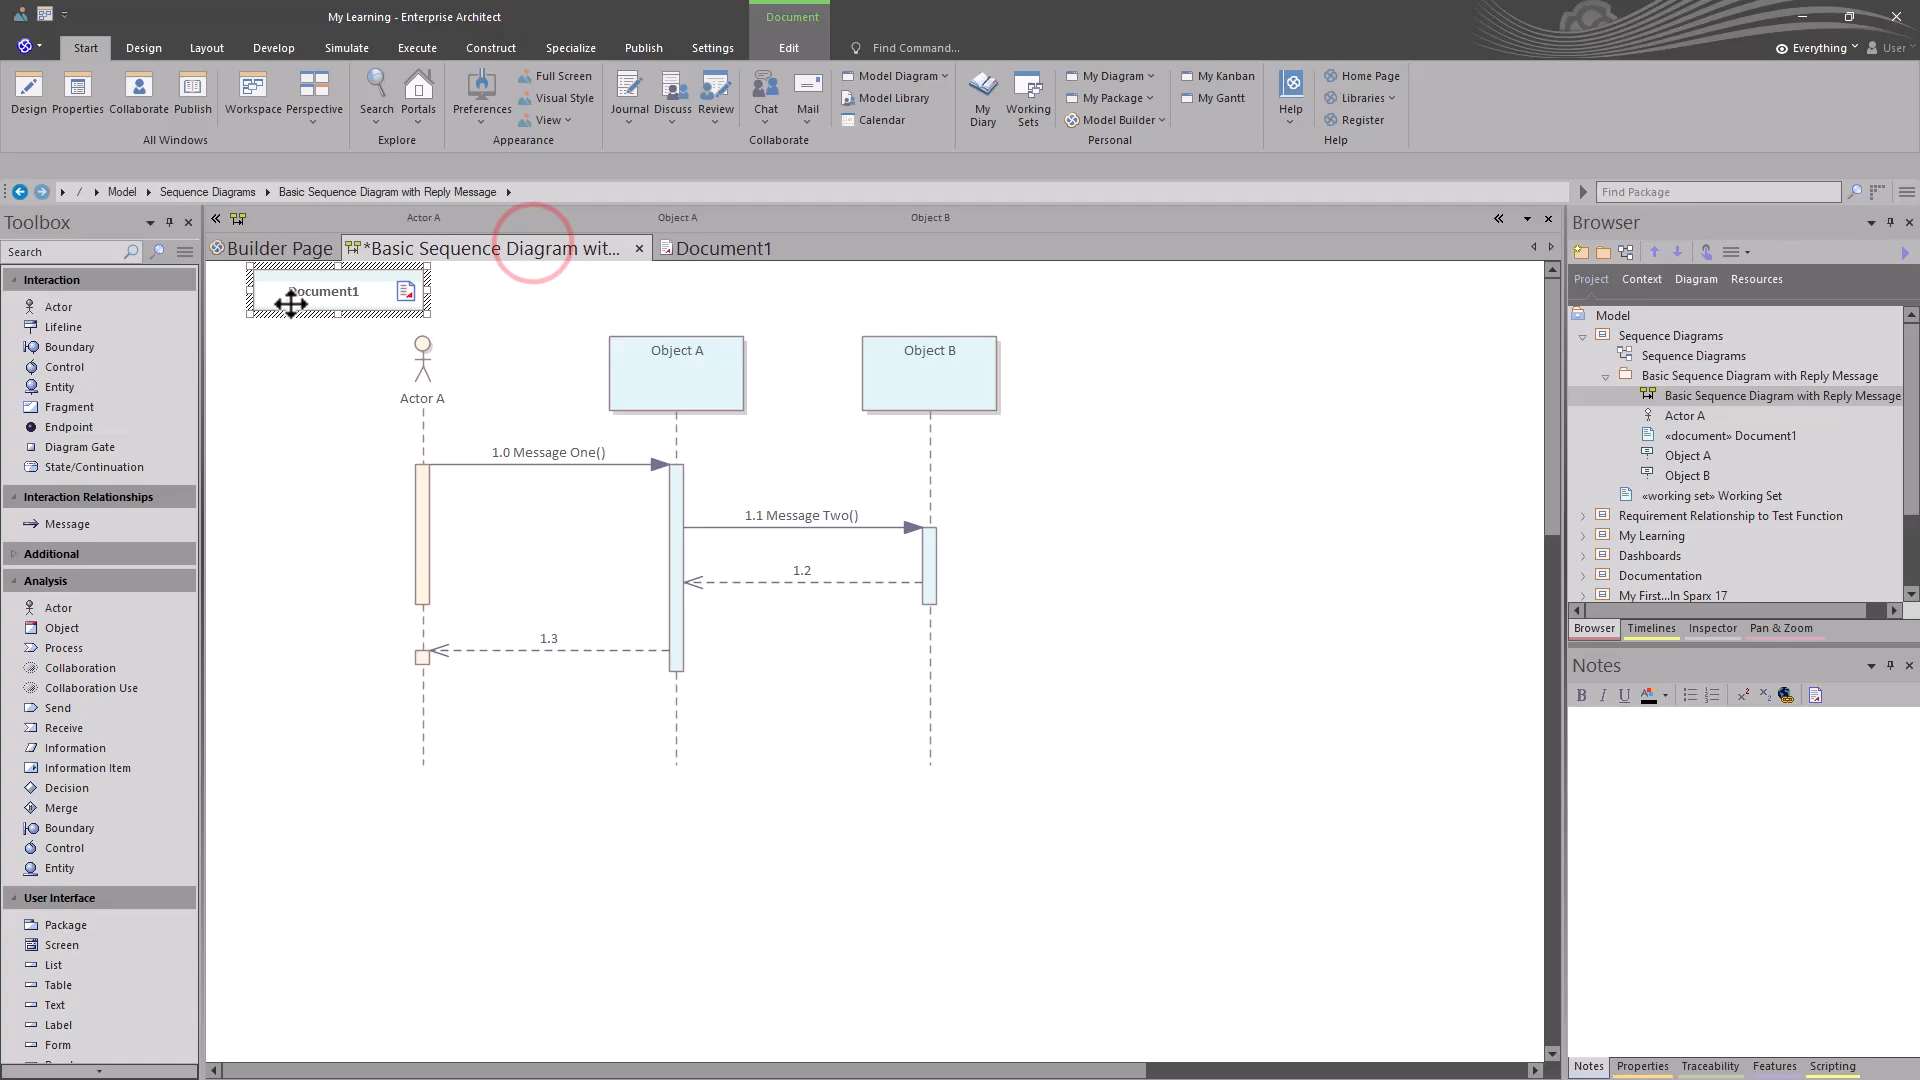 My Learning - Enterprise Architect
Document
Start Design Layout Develop Simulate Execute Construct Specialize Publish Settings Edit Find Command... Everything User
Design Properties Collaborate Publish Workspace Perspective
All Windows
Search Portals
Explore
Preferences Full Screen Visual Style View
Appearance
Journal Discuss Review Chat Mail Model Diagram Model Library Calendar
Collaborate
My Diary Working Sets My Diagram My Package Model Builder My Kanban My Gantt
Personal
Help Home Page Libraries Register
Help
/ Model Sequence Diagrams Basic Sequence Diagram with Reply Message
Find Package
Toolbox
Search
Interaction
Actor
Lifeline
Boundary
Control
Entity
Fragment
Endpoint
Diagram Gate
State/Continuation
Interaction Relationships
Message
Additional
Analysis
Actor
Object
Process
Collaboration
Collaboration Use
Send
Receive
Information
Information Item
Decision
Merge
Boundary
Control
Entity
User Interface
Package
Screen
List
Table
Text
Label
Form
Actor A Object A Object B
Builder Page *Basic Sequence Diagram wit... Document1
Document1
Actor A
Object A
Object B
1.0 Message One()
1.1 Message Two()
1.2
1.3
Browser
Project Context Diagram Resources
Model
Sequence Diagrams
Sequence Diagrams
Basic Sequence Diagram with Reply Message
Basic Sequence Diagram with Reply Message
Actor A
«document» Document1
Object A
Object B
«working set» Working Set
Requirement Relationship to Test Function
My Learning
Dashboards
Documentation
My First...In Sparx 17
Browser Timelines Inspector Pan & Zoom
Notes
B I U A
Notes Properties Traceability Features Scripting